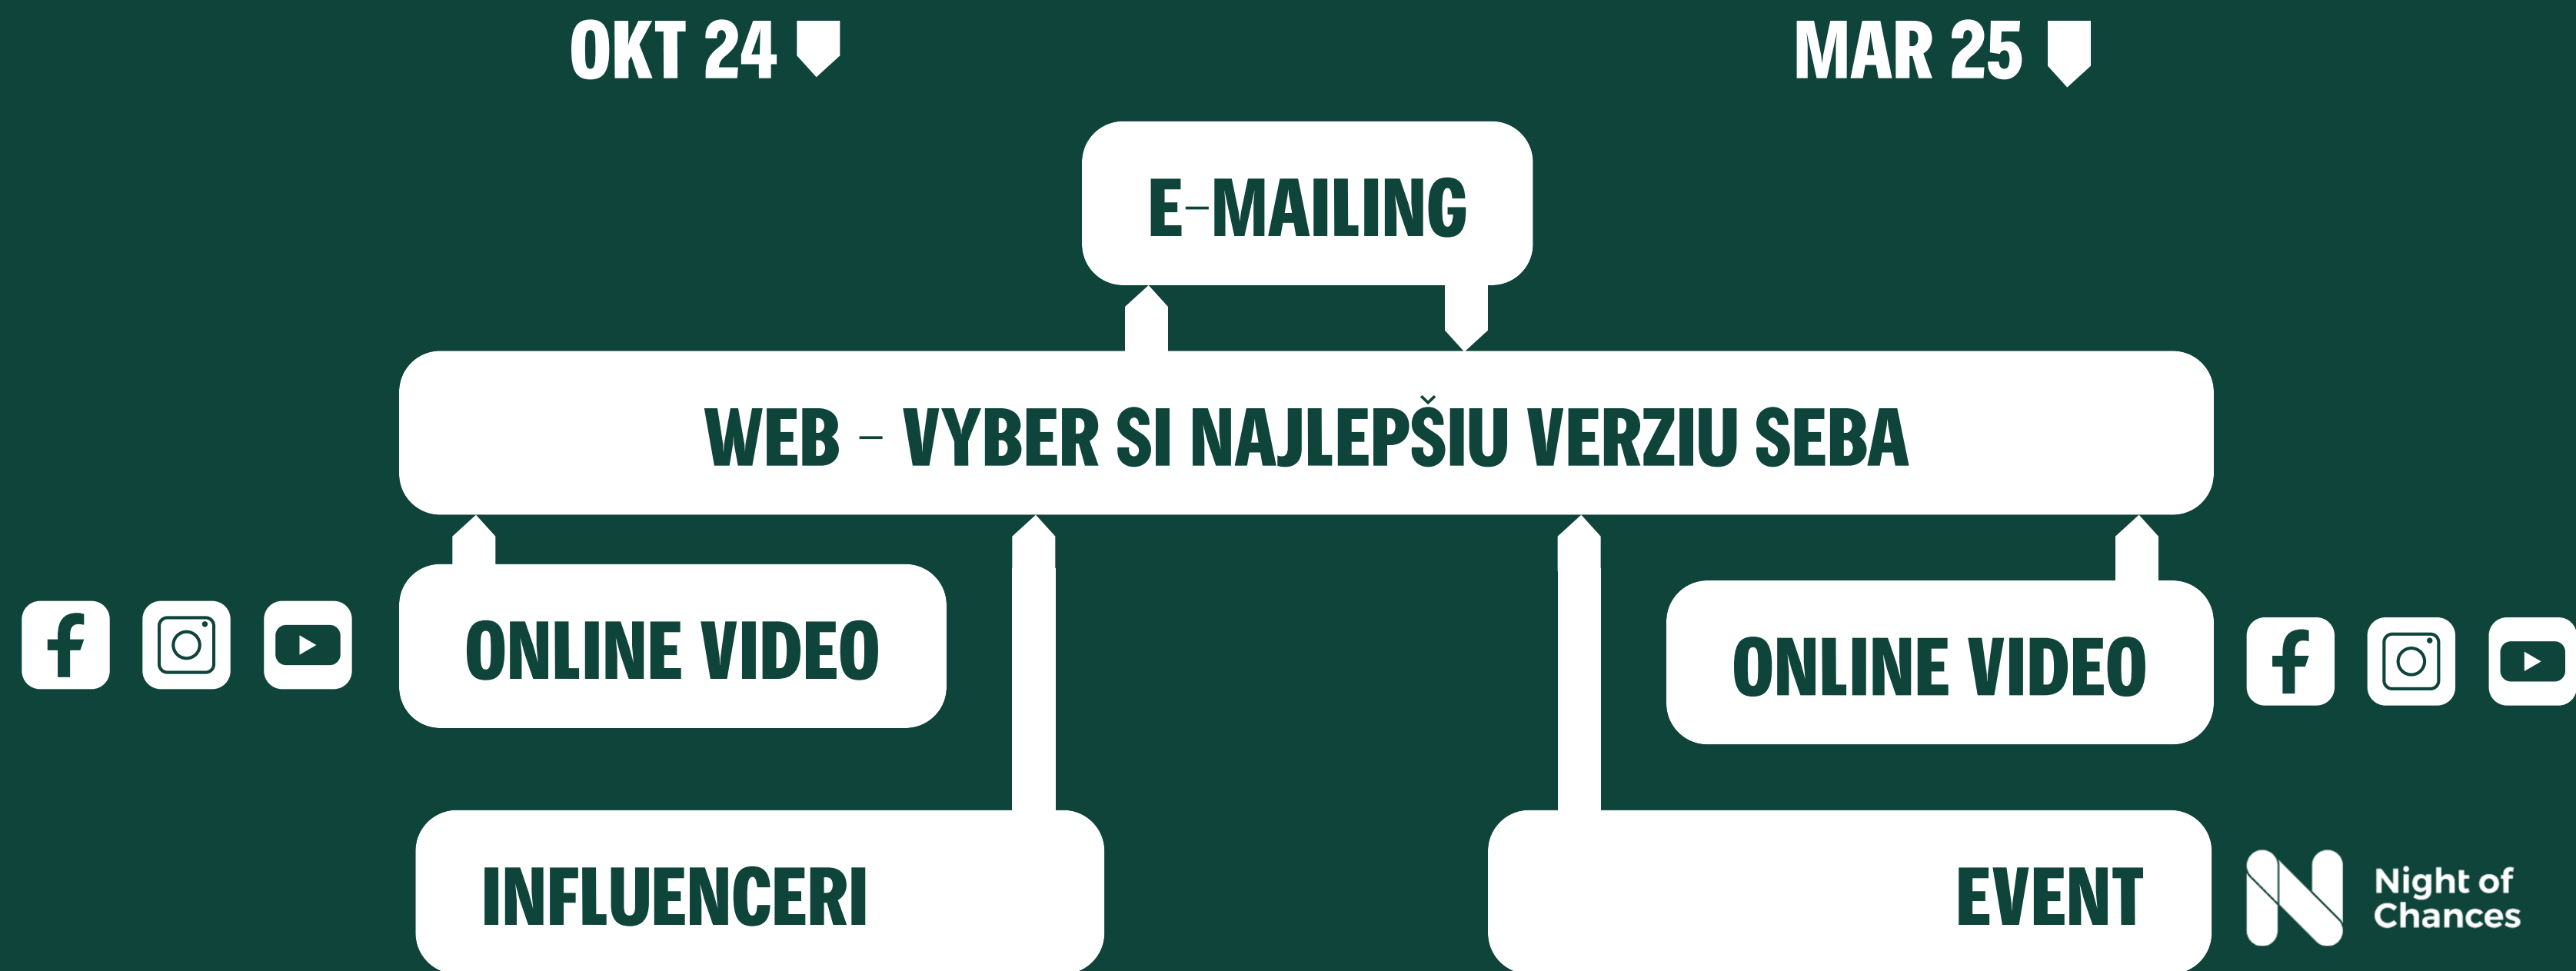 OKT 24
MAR 25
E-MAILING
WEB - VYBER SI NAJLEPŠIU VERZIU SEBA
ONLINE VIDEO
ONLINE VIDEO
INFLUENCERI
EVENT
Night of
Chances